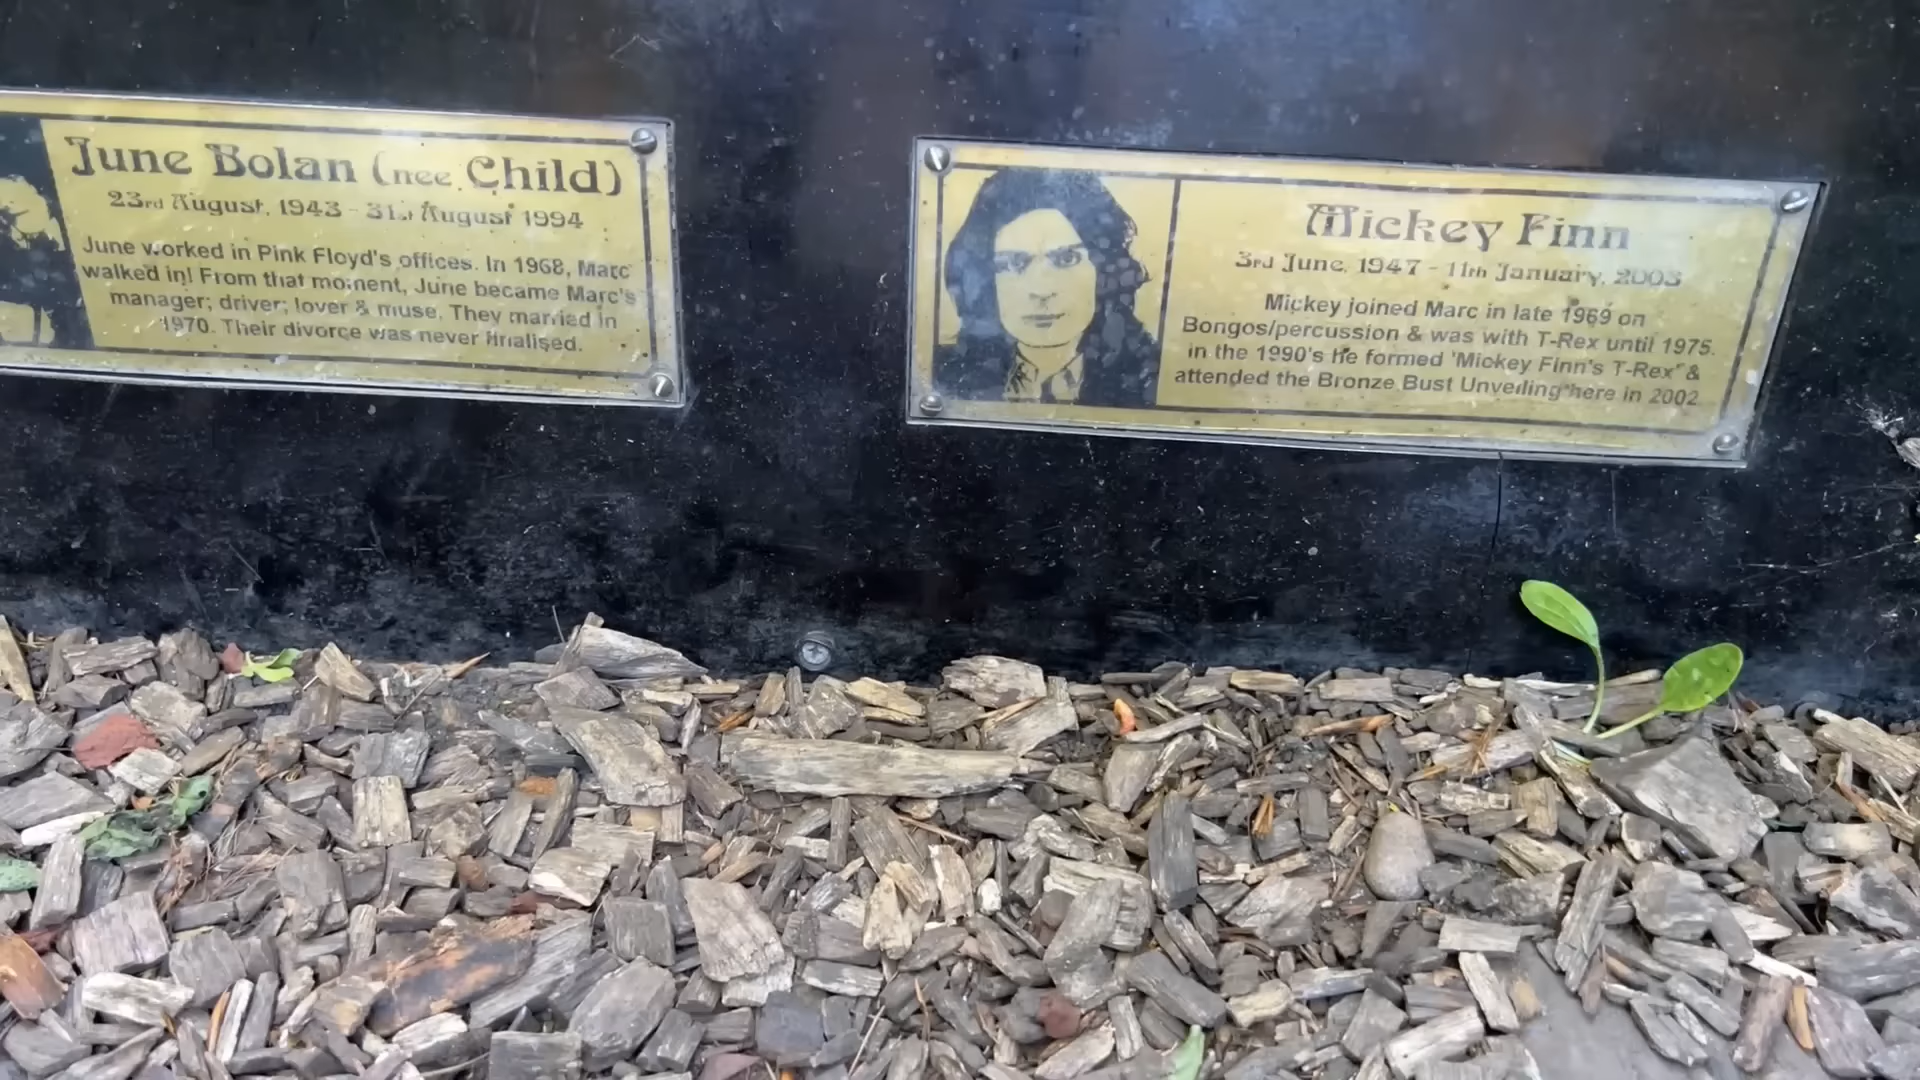 June Bolan (nee Child)
23rd August, 1943 - 31st August 1994
June worked in Pink Floyd's offices. In 1968, Marc
walked in! From that moment, June became Marc's
manager; driver; lover & muse. They married in
1970. Their divorce was never finalised.
Mickey Finn
3rd June, 1947 - 11th January, 2003
Mickey joined Marc in late 1969 on
Bongos/percussion & was with T-Rex until 1975.
in the 1990's he formed 'Mickey Finn's T-Rex' &
attended the Bronze Bust Unveiling here in 2002